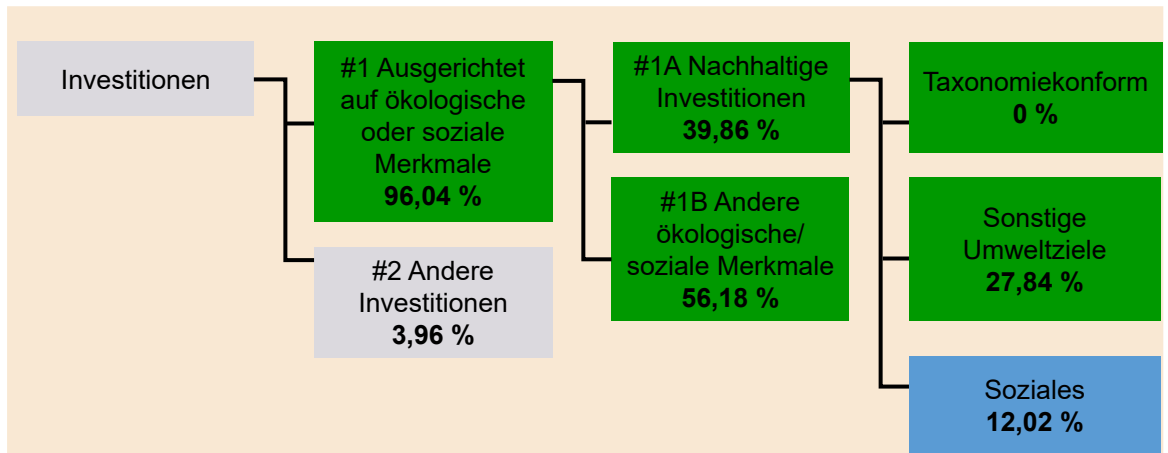 Investitionen
#1 Ausgerichtet
auf ökologische
oder soziale
Merkmale
96,04 %
#2 Andere
Investitionen
3,96 %
#1A Nachhaltige
Investitionen
39,86 %
#1B Andere
ökologische/
soziale Merkmale
56,18 %
Taxonomiekonform
0 %
Sonstige
Umweltziele
27,84 %
Soziales
12,02 %